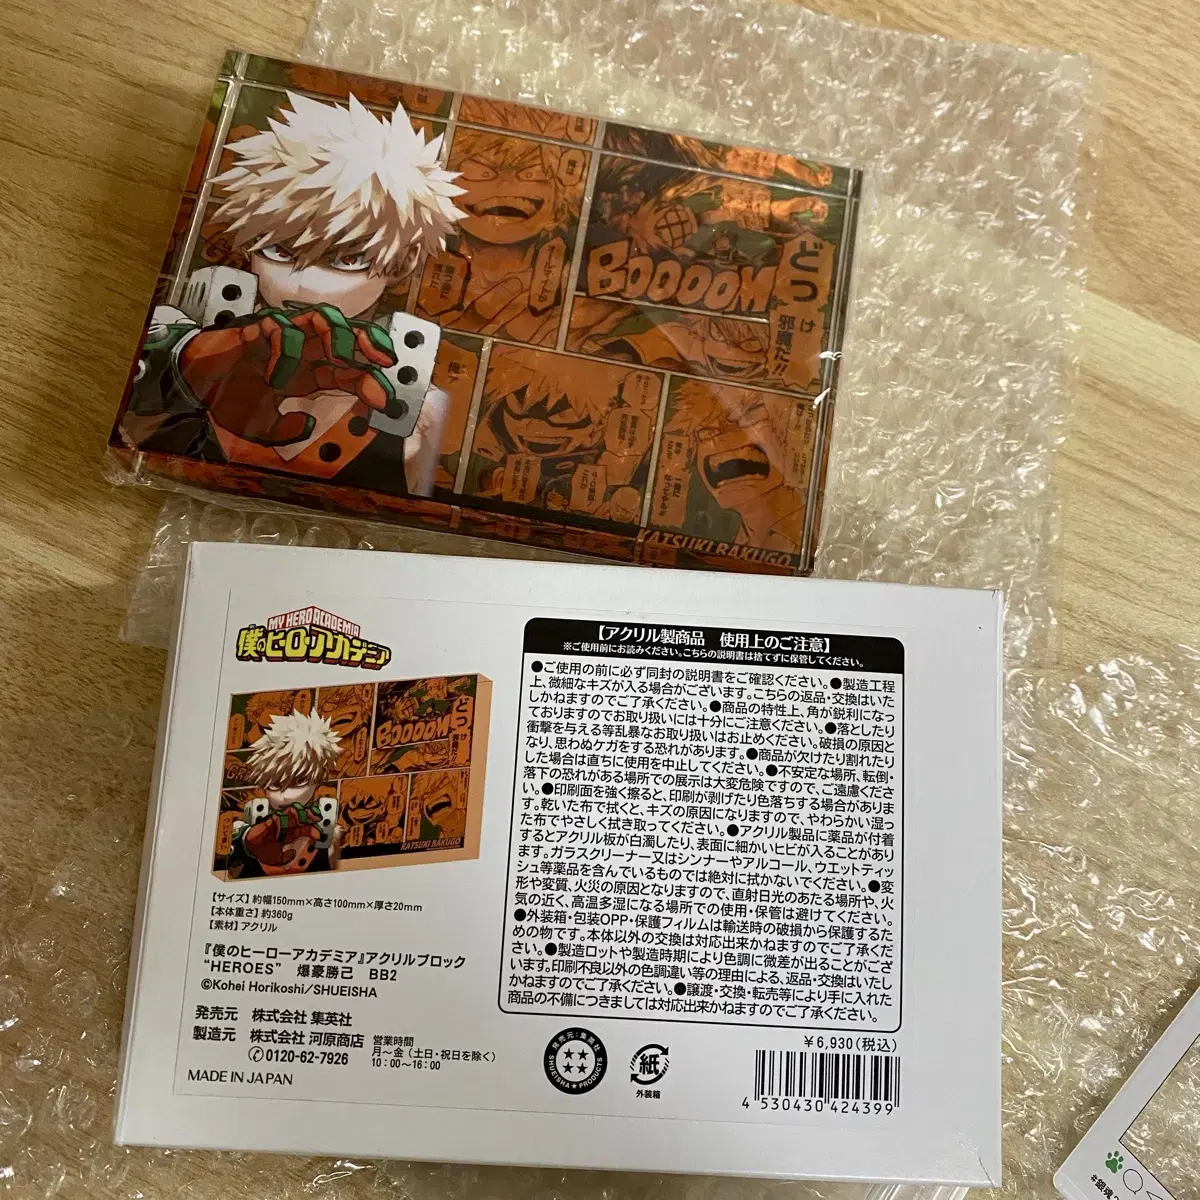 BOOOOM
どっ
け
邪魔だ!!
俺ァ
KATSUKI BAKUGO
MY HERO ACADEMIA
僕のヒーローアカデミア
BOOOOM
どっ
け
邪魔だ!!
KATSUKI BAKUGO
【サイズ】約幅150mm×高さ100mm×厚さ20mm
【本体重さ】約360g
【素材】アクリル
『僕のヒーローアカデミア』アクリルブロック
“HEROES” 爆豪勝己 BB2
©Kohei Horikoshi/SHUEISHA
発売元 株式会社 集英社
製造元 株式会社 河原商店
0120-62-7926
営業時間
月～金(土日・祝日を除く)
10:00～16:00
MADE IN JAPAN
【アクリル製商品 使用上のご注意】
※ご使用前にお読みください。こちらの説明書は捨てずに保管してください。
●ご使用の前に必ず同封の説明書をご確認ください。●製造工程
上、微細なキズが入る場合がございます。こちらの返品・交換はいた
しかねますのでご了承ください。●商品の特性上、角が鋭利になっ
ておりますのでお取り扱いには十分にご注意ください。●落としたり
衝撃を与える等乱暴なお取り扱いはお止めください。破損の原因と
なり、思わぬケガをする恐れがあります。●商品が欠けたり割れたり
した場合は直ちに使用を中止してください。●不安定な場所、転倒・
落下の恐れがある場所での展示は大変危険ですので、ご遠慮くださ
い。●印刷面を強く擦ると、印刷が剥げたり色落ちする場合がありま
す。乾いた布で拭くと、キズの原因になりますので、やわらかい湿っ
た布でやさしく拭き取ってください。●アクリル製品に薬品が付着
するとアクリル板が白濁したり、表面に細かいヒビが入ることがあり
ます。ガラスクリーナー又はシンナーやアルコール、ウエットティッ
シュ等薬品を含んでいるものでは絶対に拭かないでください。●変
形や変質、火災の原因となりますので、直射日光のあたる場所や、火
気の近く、高温多湿になる場所での使用・保管は避けてください。
●外装箱・包装OPP・保護フィルムは輸送時の破損から保護するた
めの物です。本体以外の交換は対応出来かねますのでご了承くださ
い。●製造ロットや製造時期により色調に微差が出ることがござ
います。印刷不良以外の色調違い等の理由による、返品・交換はいたし
かねますのでご了承ください。●譲渡・交換・転売等により手に入れた
商品の不備につきましては対応出来かねますのでご了承ください。
発売元:集英社
SHUEISHA PRODUCTS
紙
外装箱
￥6,930(税込)
4 530430 424399
#銀魂